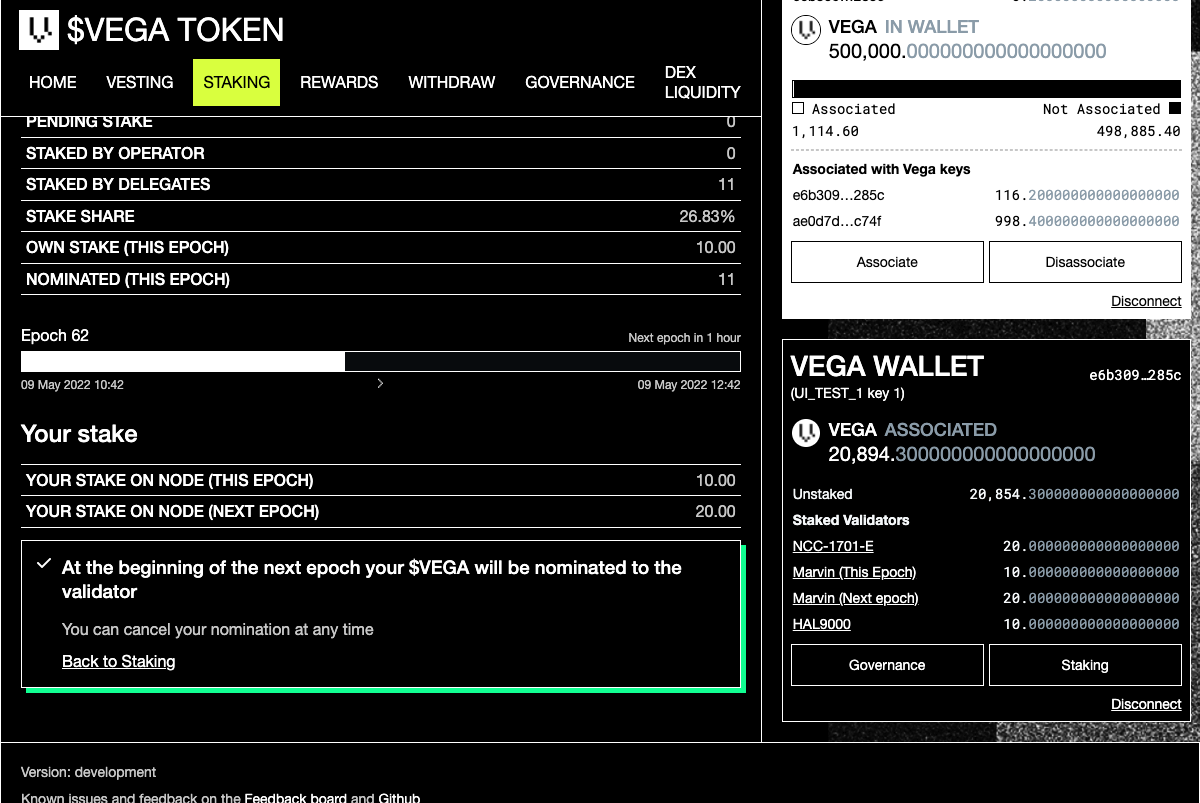 $VEGA TOKEN
HOME VESTING STAKING REWARDS WITHDRAW GOVERNANCE DEX LIQUIDITY
PENDING STAKE 0
STAKED BY OPERATOR 0
STAKED BY DELEGATES 11
STAKE SHARE 26.83%
OWN STAKE (THIS EPOCH) 10.00
NOMINATED (THIS EPOCH) 11
Epoch 62 Next epoch in 1 hour
09 May 2022 10:42 09 May 2022 12:42
Your stake
YOUR STAKE ON NODE (THIS EPOCH) 10.00
YOUR STAKE ON NODE (NEXT EPOCH) 20.00
At the beginning of the next epoch your $VEGA will be nominated to the
validator
You can cancel your nomination at any time
Back to Staking
VEGA IN WALLET
500,000.000000000000000000
Associated Not Associated
1,114.60 498,885.40
Associated with Vega keys
e6b309…285c 116.200000000000000000
ae0d7d…c74f 998.400000000000000000
Associate Disassociate
Disconnect
VEGA WALLET e6b309…285c
(UI_TEST_1 key 1)
VEGA ASSOCIATED
20,894.300000000000000000
Unstaked 20,854.300000000000000000
Staked Validators
NCC-1701-E 20.000000000000000000
Marvin (This Epoch) 10.000000000000000000
Marvin (Next epoch) 20.000000000000000000
HAL9000 10.000000000000000000
Governance Staking
Disconnect
Version: development
Known issues and feedback on the Feedback board and Github